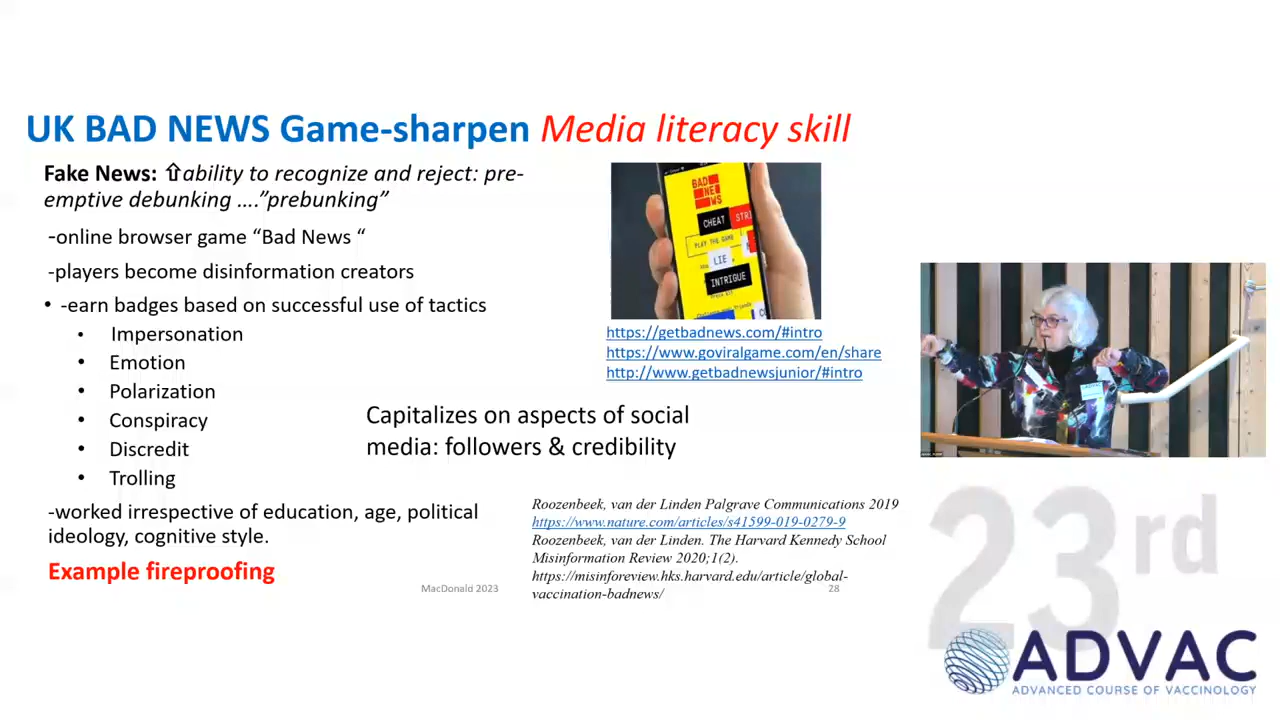 UK BAD NEWS Game-sharpen Media literacy skill
Fake News: ⇧ability to recognize and reject: pre-
emptive debunking ….”prebunking”
-online browser game “Bad News “
-players become disinformation creators
• -earn badges based on successful use of tactics
• Impersonation
• Emotion
• Polarization
• Conspiracy
• Discredit
• Trolling
-worked irrespective of education, age, political
ideology, cognitive style.
Example fireproofing
BAD
NE
WS
CHEAT
STRI
PLAY THE GAME
LIE
INTRIGUE
https://getbadnews.com/#intro
https://www.goviralgame.com/en/share
http://www.getbadnewsjunior/#intro
Capitalizes on aspects of social
media: followers & credibility
Roozenbeek, van der Linden Palgrave Communications 2019
https://www.nature.com/articles/s41599-019-0279-9
Roozenbeek, van der Linden. The Harvard Kennedy School
Misinformation Review 2020;1(2).
https://misinforeview.hks.harvard.edu/article/global-
vaccination-badnews/
MacDonald 2023
28
ADVAC
23rd
ADVAC
ADVANCED COURSE OF VACCINOLOGY